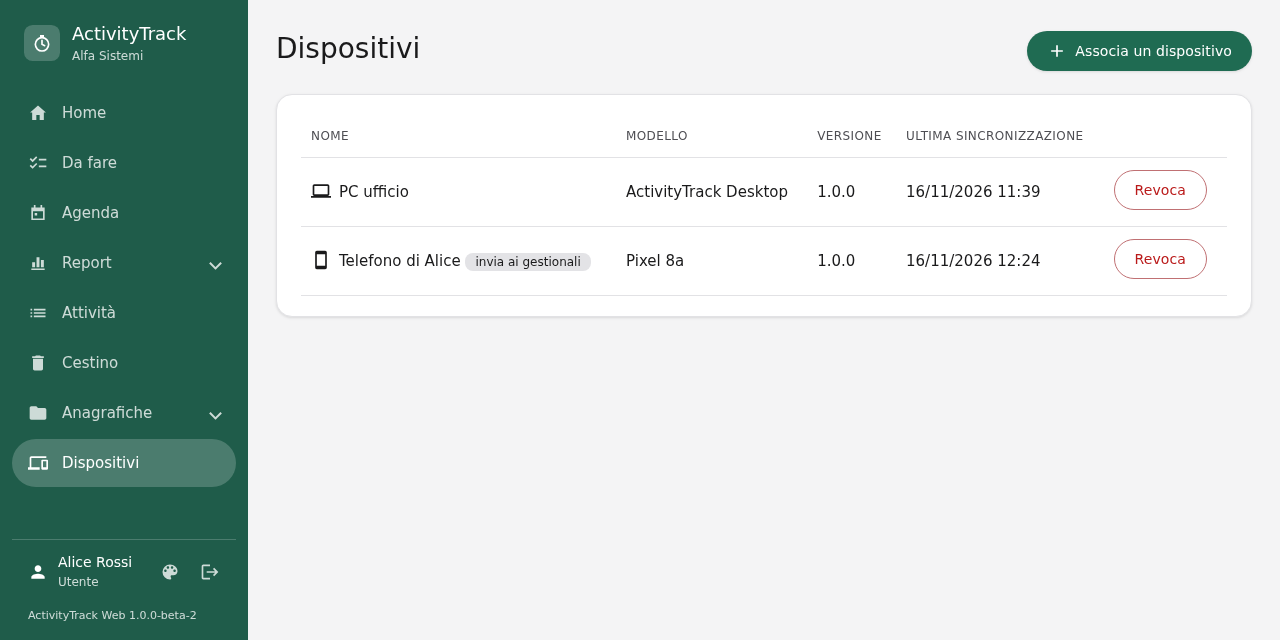 ActivityTrack
Alfa Sistemi
Home
Da fare
Agenda
Report
Attività
Cestino
Anagrafiche
Dispositivi
Alice Rossi
Utente
ActivityTrack Web 1.0.0-beta-2
Dispositivi
Associa un dispositivo
NOME MODELLO VERSIONE ULTIMA SINCRONIZZAZIONE
PC ufficio ActivityTrack Desktop 1.0.0 16/11/2026 11:39 Revoca
Telefono di Alice invia ai gestionali Pixel 8a 1.0.0 16/11/2026 12:24 Revoca